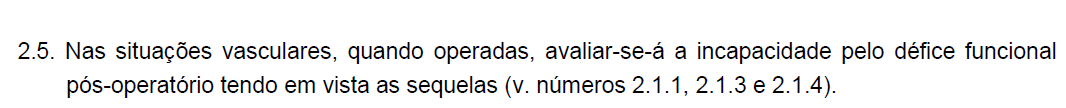 2.5. Nas situações vasculares, quando operadas, avaliar-se-á a incapacidade pelo défice funcional
pós-operatório tendo em vista as sequelas (v. números 2.1.1, 2.1.3 e 2.1.4).